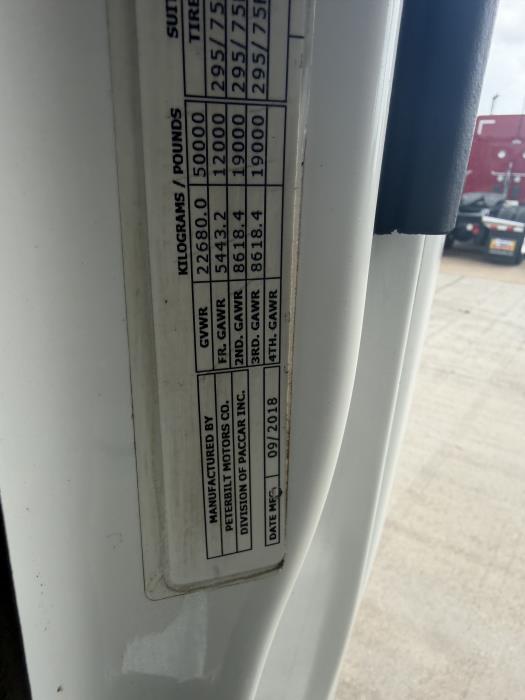 MANUFACTURED BY
PETERBILT MOTORS CO.
DIVISION OF PACCAR INC.
DATE MFG 09/2018
KILOGRAMS / POUNDS
GVWR 22680.0 50000
FR. GAWR 5443.2 12000 295/75
2ND. GAWR 8618.4 19000 295/75
3RD. GAWR 8618.4 19000 295/75
4TH. GAWR
TIRE